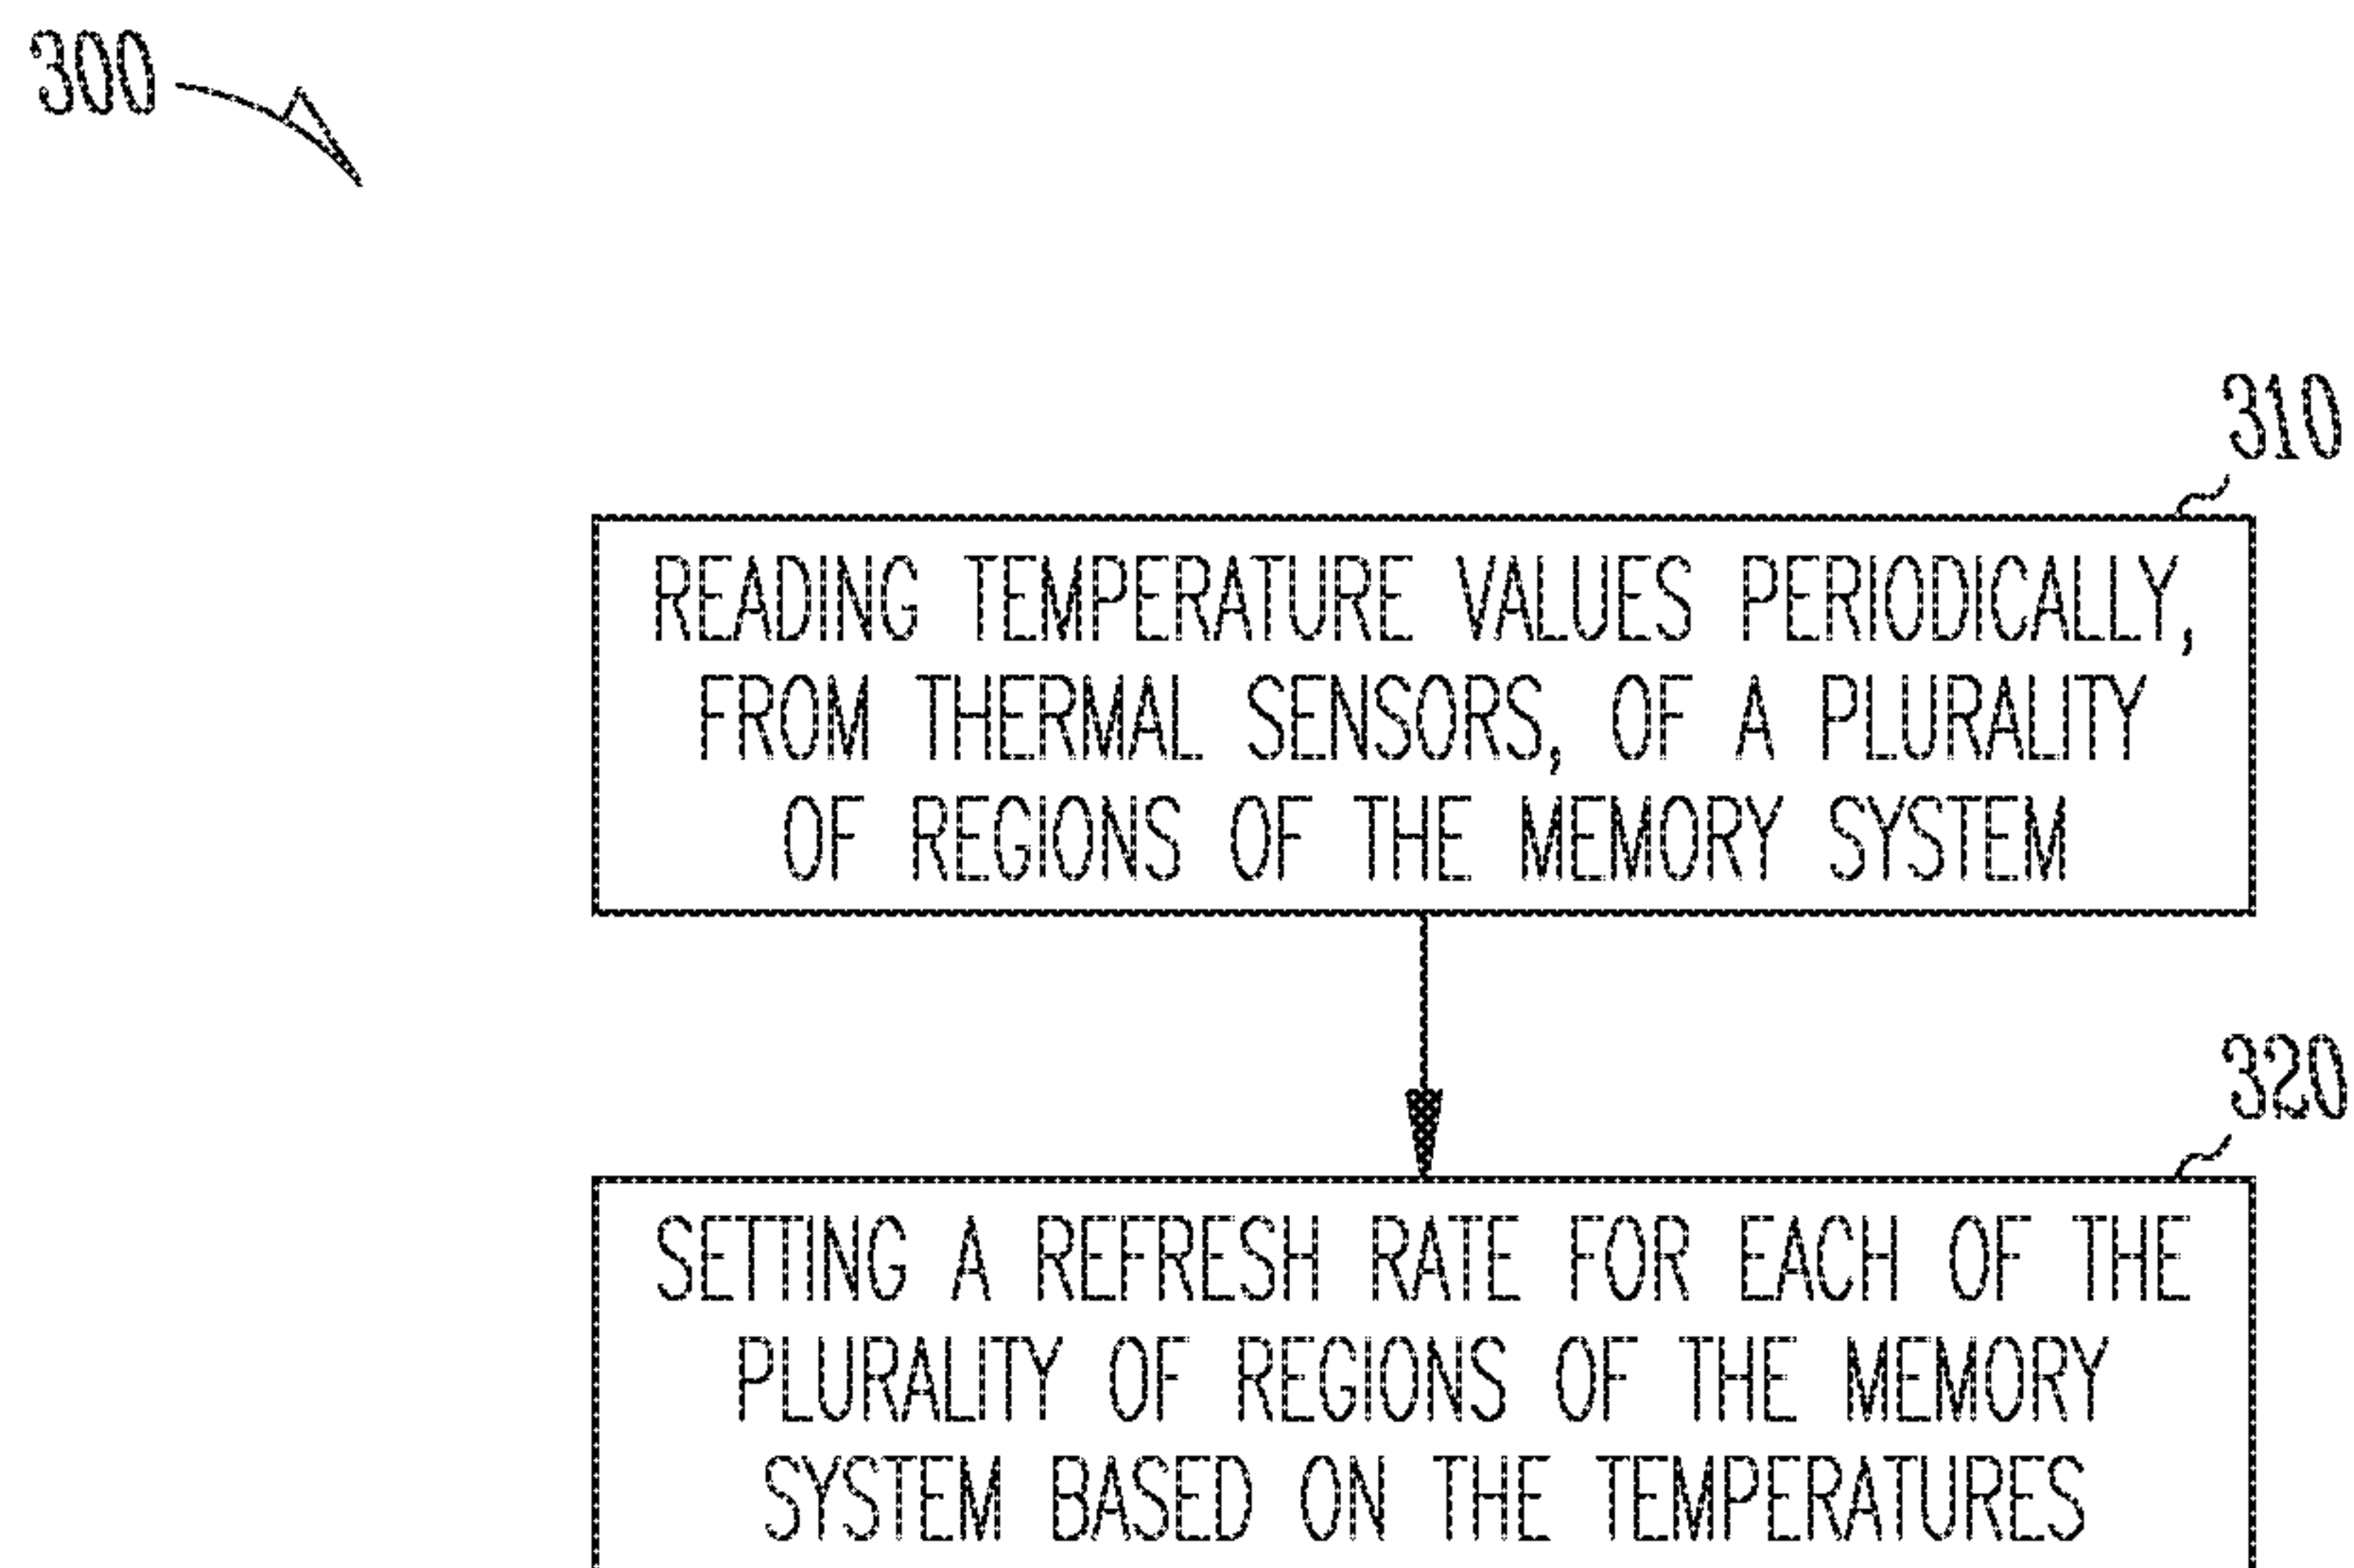 300
310
READING TEMPERATURE VALUES PERIODICALLY,
FROM THERMAL SENSORS, OF A PLURALITY
OF REGIONS OF THE MEMORY SYSTEM
320
SETTING A REFRESH RATE FOR EACH OF THE
PLURALITY OF REGIONS OF THE MEMORY
SYSTEM BASED ON THE TEMPERATURES